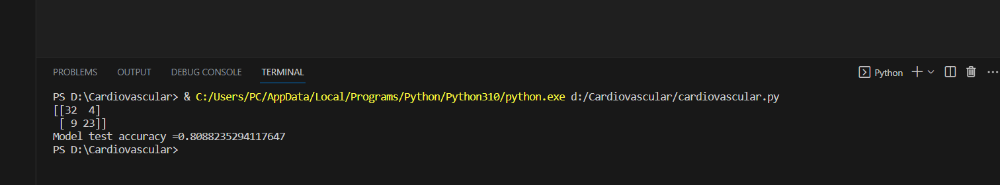 PROBLEMS OUTPUT DEBUG CONSOLE TERMINAL Python
PS D:\Cardiovascular> & C:/Users/PC/AppData/Local/Programs/Python/Python310/python.exe d:/Cardiovascular/cardiovascular.py
[[32  4]
 [ 9 23]]
Model test accuracy =0.8088235294117647
PS D:\Cardiovascular>